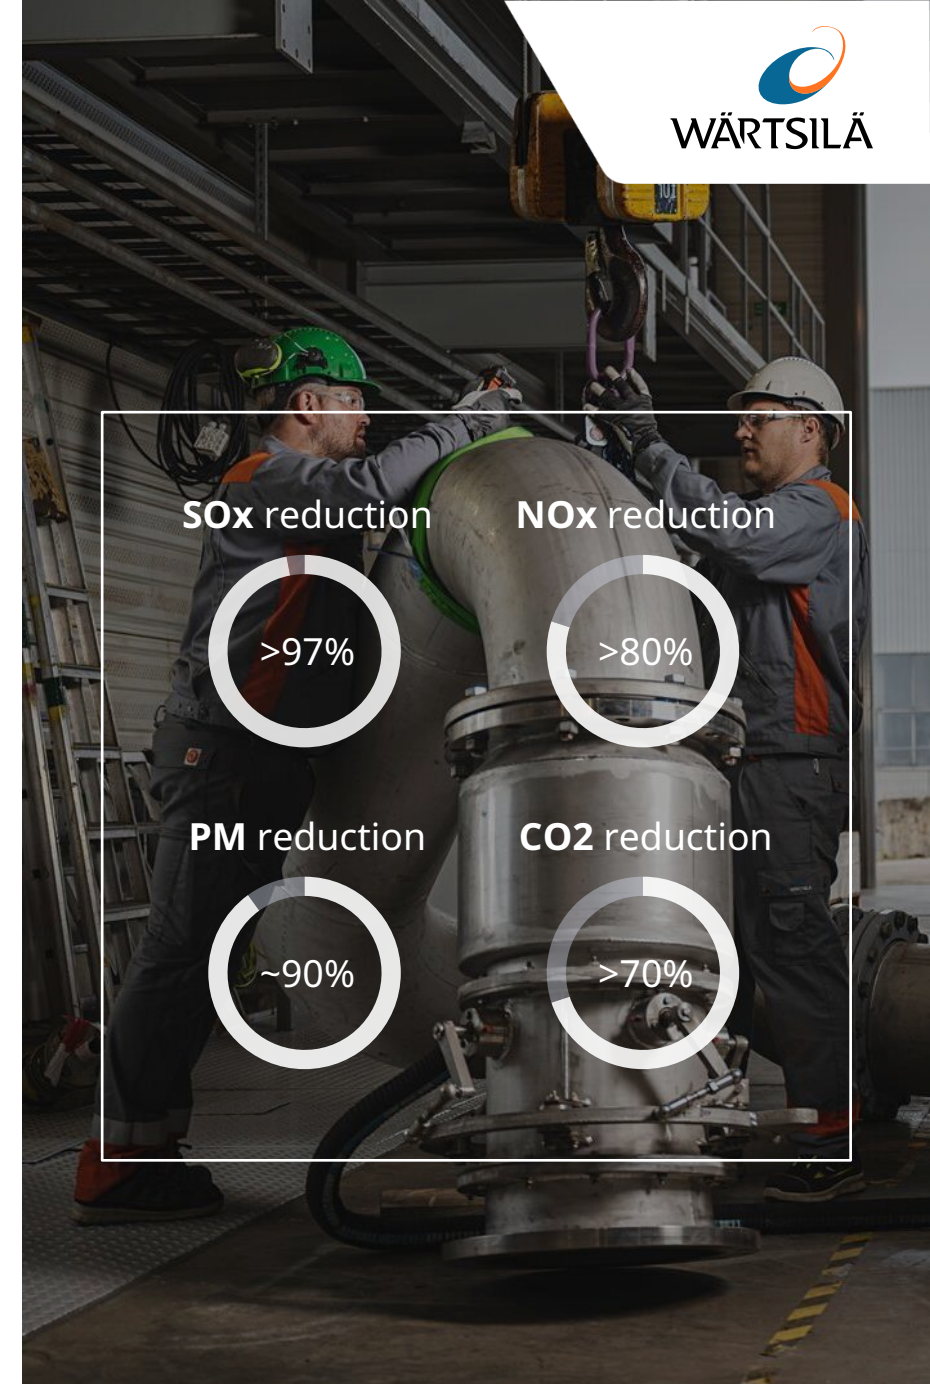 WÄRTSILÄ
SOx reduction
NOx reduction
>97%
>80%
PM reduction
CO2 reduction
~90%
>70%